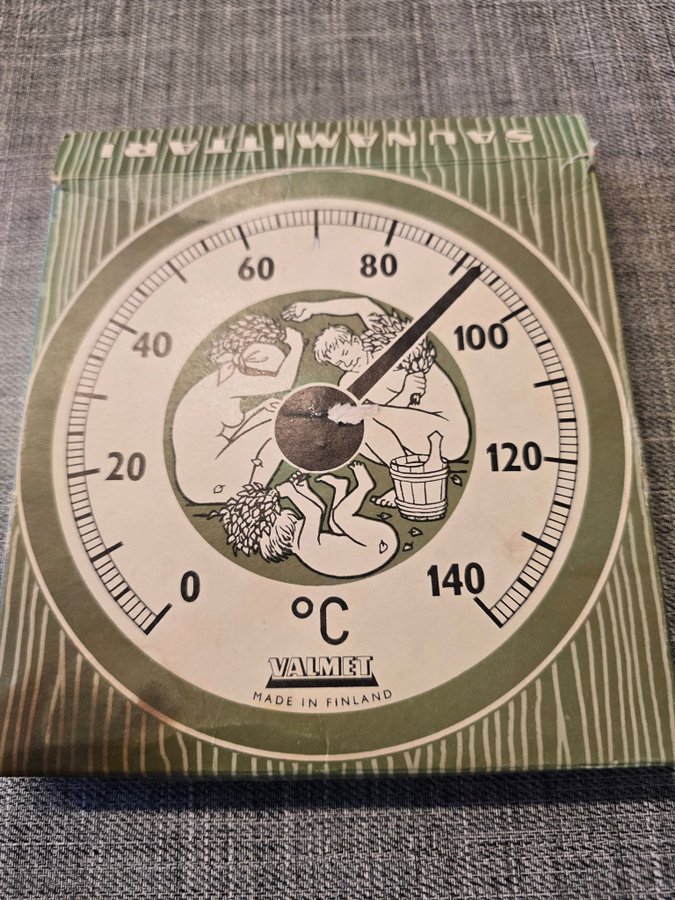 SAUNAMITTARI
60 80
40 100
20 120
0 140
°C
VALMET
MADE IN FINLAND